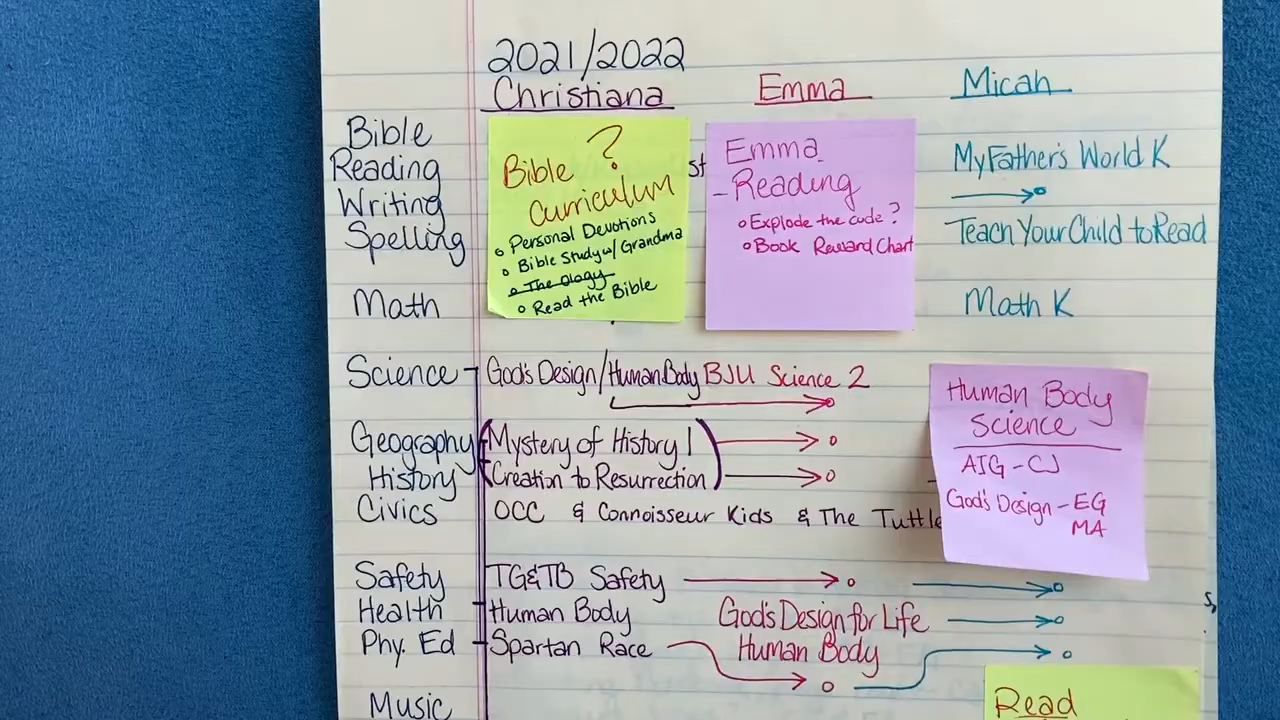 2021/2022
Christiana Emma Micah
Bible
Reading
Writing
Spelling
Math
? 
Bible
Curriculum
• Personal Devotions
• Bible Study w/ Grandma
• The Ology
• Read the Bible
st
Emma
- Reading
• Explode the code?
• Book Reward Chart
My Father's World K
Teach Your Child to Read
Math K
Science - God's Design/Human Body BJU Science 2
Geography Mystery of History 1
History Creation to Resurrection
Civics OCC & Connoisseur Kids & The Tuttle
Human Body
Science
AIG - CJ
God's Design - EG
MA
Safety TG&TB Safety
Health Human Body God's Design for Life
Phy. Ed Spartan Race Human Body
s,
Music
Read